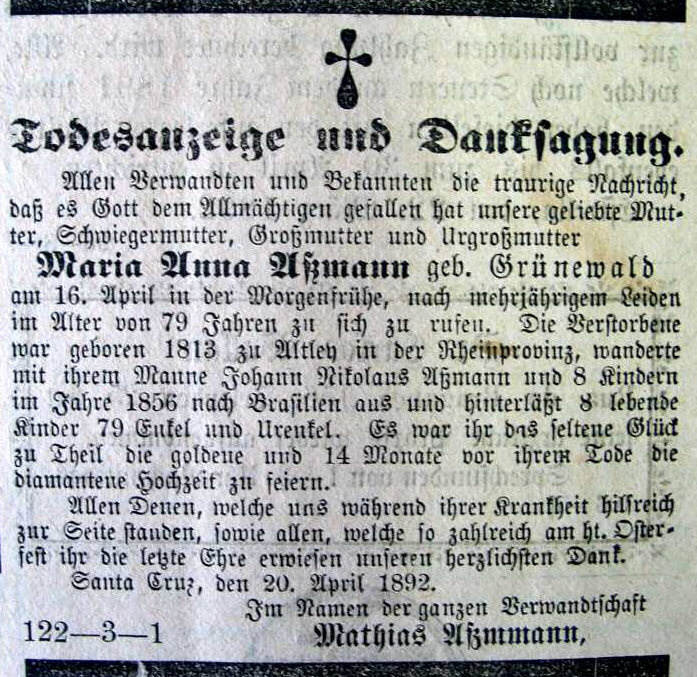 Todesanzeige und Danksagung.
Allen Verwandten und Bekannten die traurige Nachricht,
daß es Gott dem Allmächtigen gefallen hat unsere geliebte Mut-
ter, Schwiegermutter, Großmutter und Urgroßmutter
Maria Anna Aßmann geb. Grünewald
am 16. April in der Morgenfrühe, nach mehrjährigem Leiden
im Alter von 79 Jahren zu sich zu rufen. Die Verstorbene
war geboren 1813 zu Altley in der Rheinprovinz, wanderte
mit ihrem Manne Johann Nikolaus Aßmann und 8 Kindern
im Jahre 1856 nach Brasilien aus und hinterläßt 8 lebende
Kinder 79 Enkel und Urenkel. Es war ihr das seltene Glück
zu Theil die goldene und 14 Monate vor ihrem Tode die
diamantene Hochzeit zu feiern.
Allen Denen, welche uns während ihrer Krankheit hilfreich
zur Seite standen, sowie allen, welche so zahlreich am ht. Oster-
fest ihr die letzte Ehre erwiesen unseren herzlichsten Dank.
Santa Cruz, den 20. April 1892.
Im Namen der ganzen Verwandtschaft
122—3—1 Mathias Aßmmann,